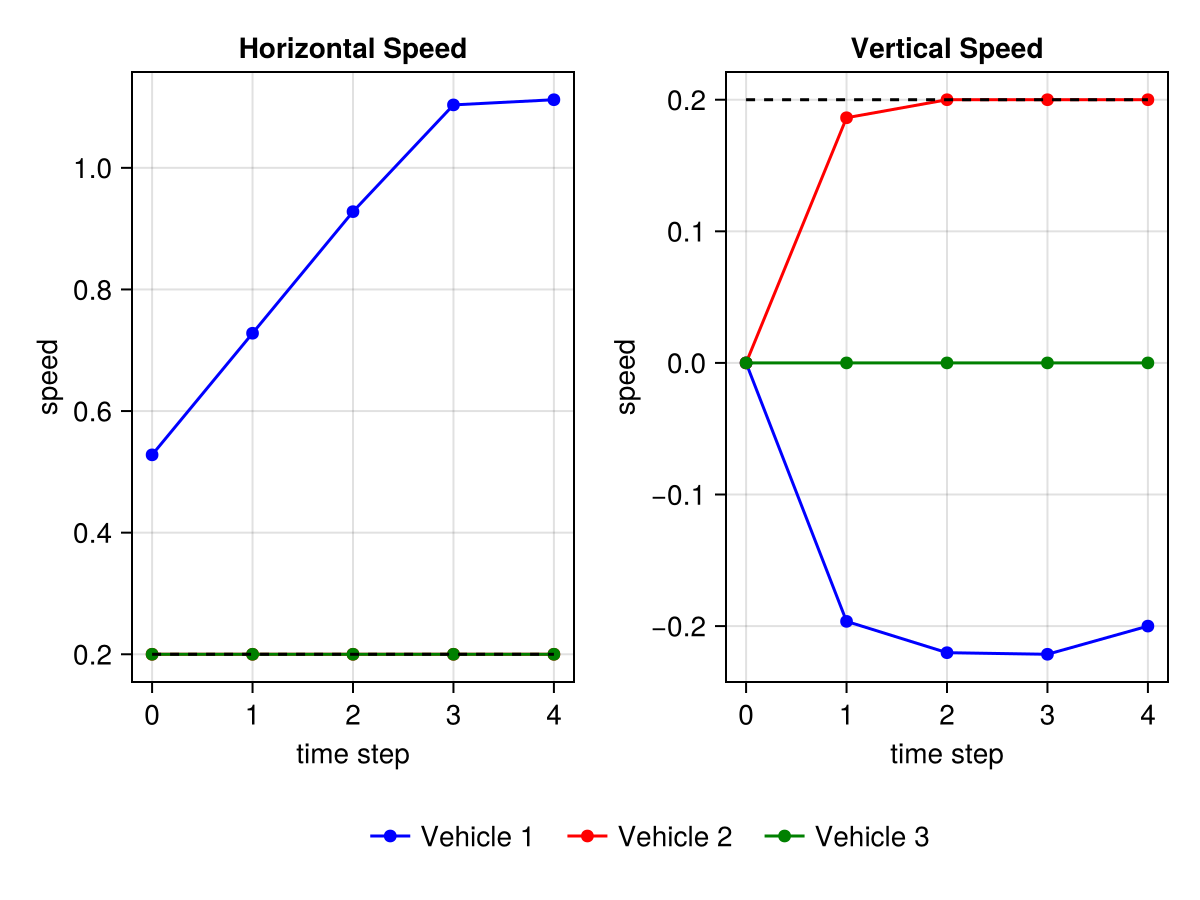 Horizontal Speed
speed
1.0
0.8
0.6
0.4
0.2
0 1 2 3 4
time step
Vertical Speed
speed
0.2
0.1
0.0
−0.1
−0.2
0 1 2 3 4
time step
Vehicle 1 Vehicle 2 Vehicle 3